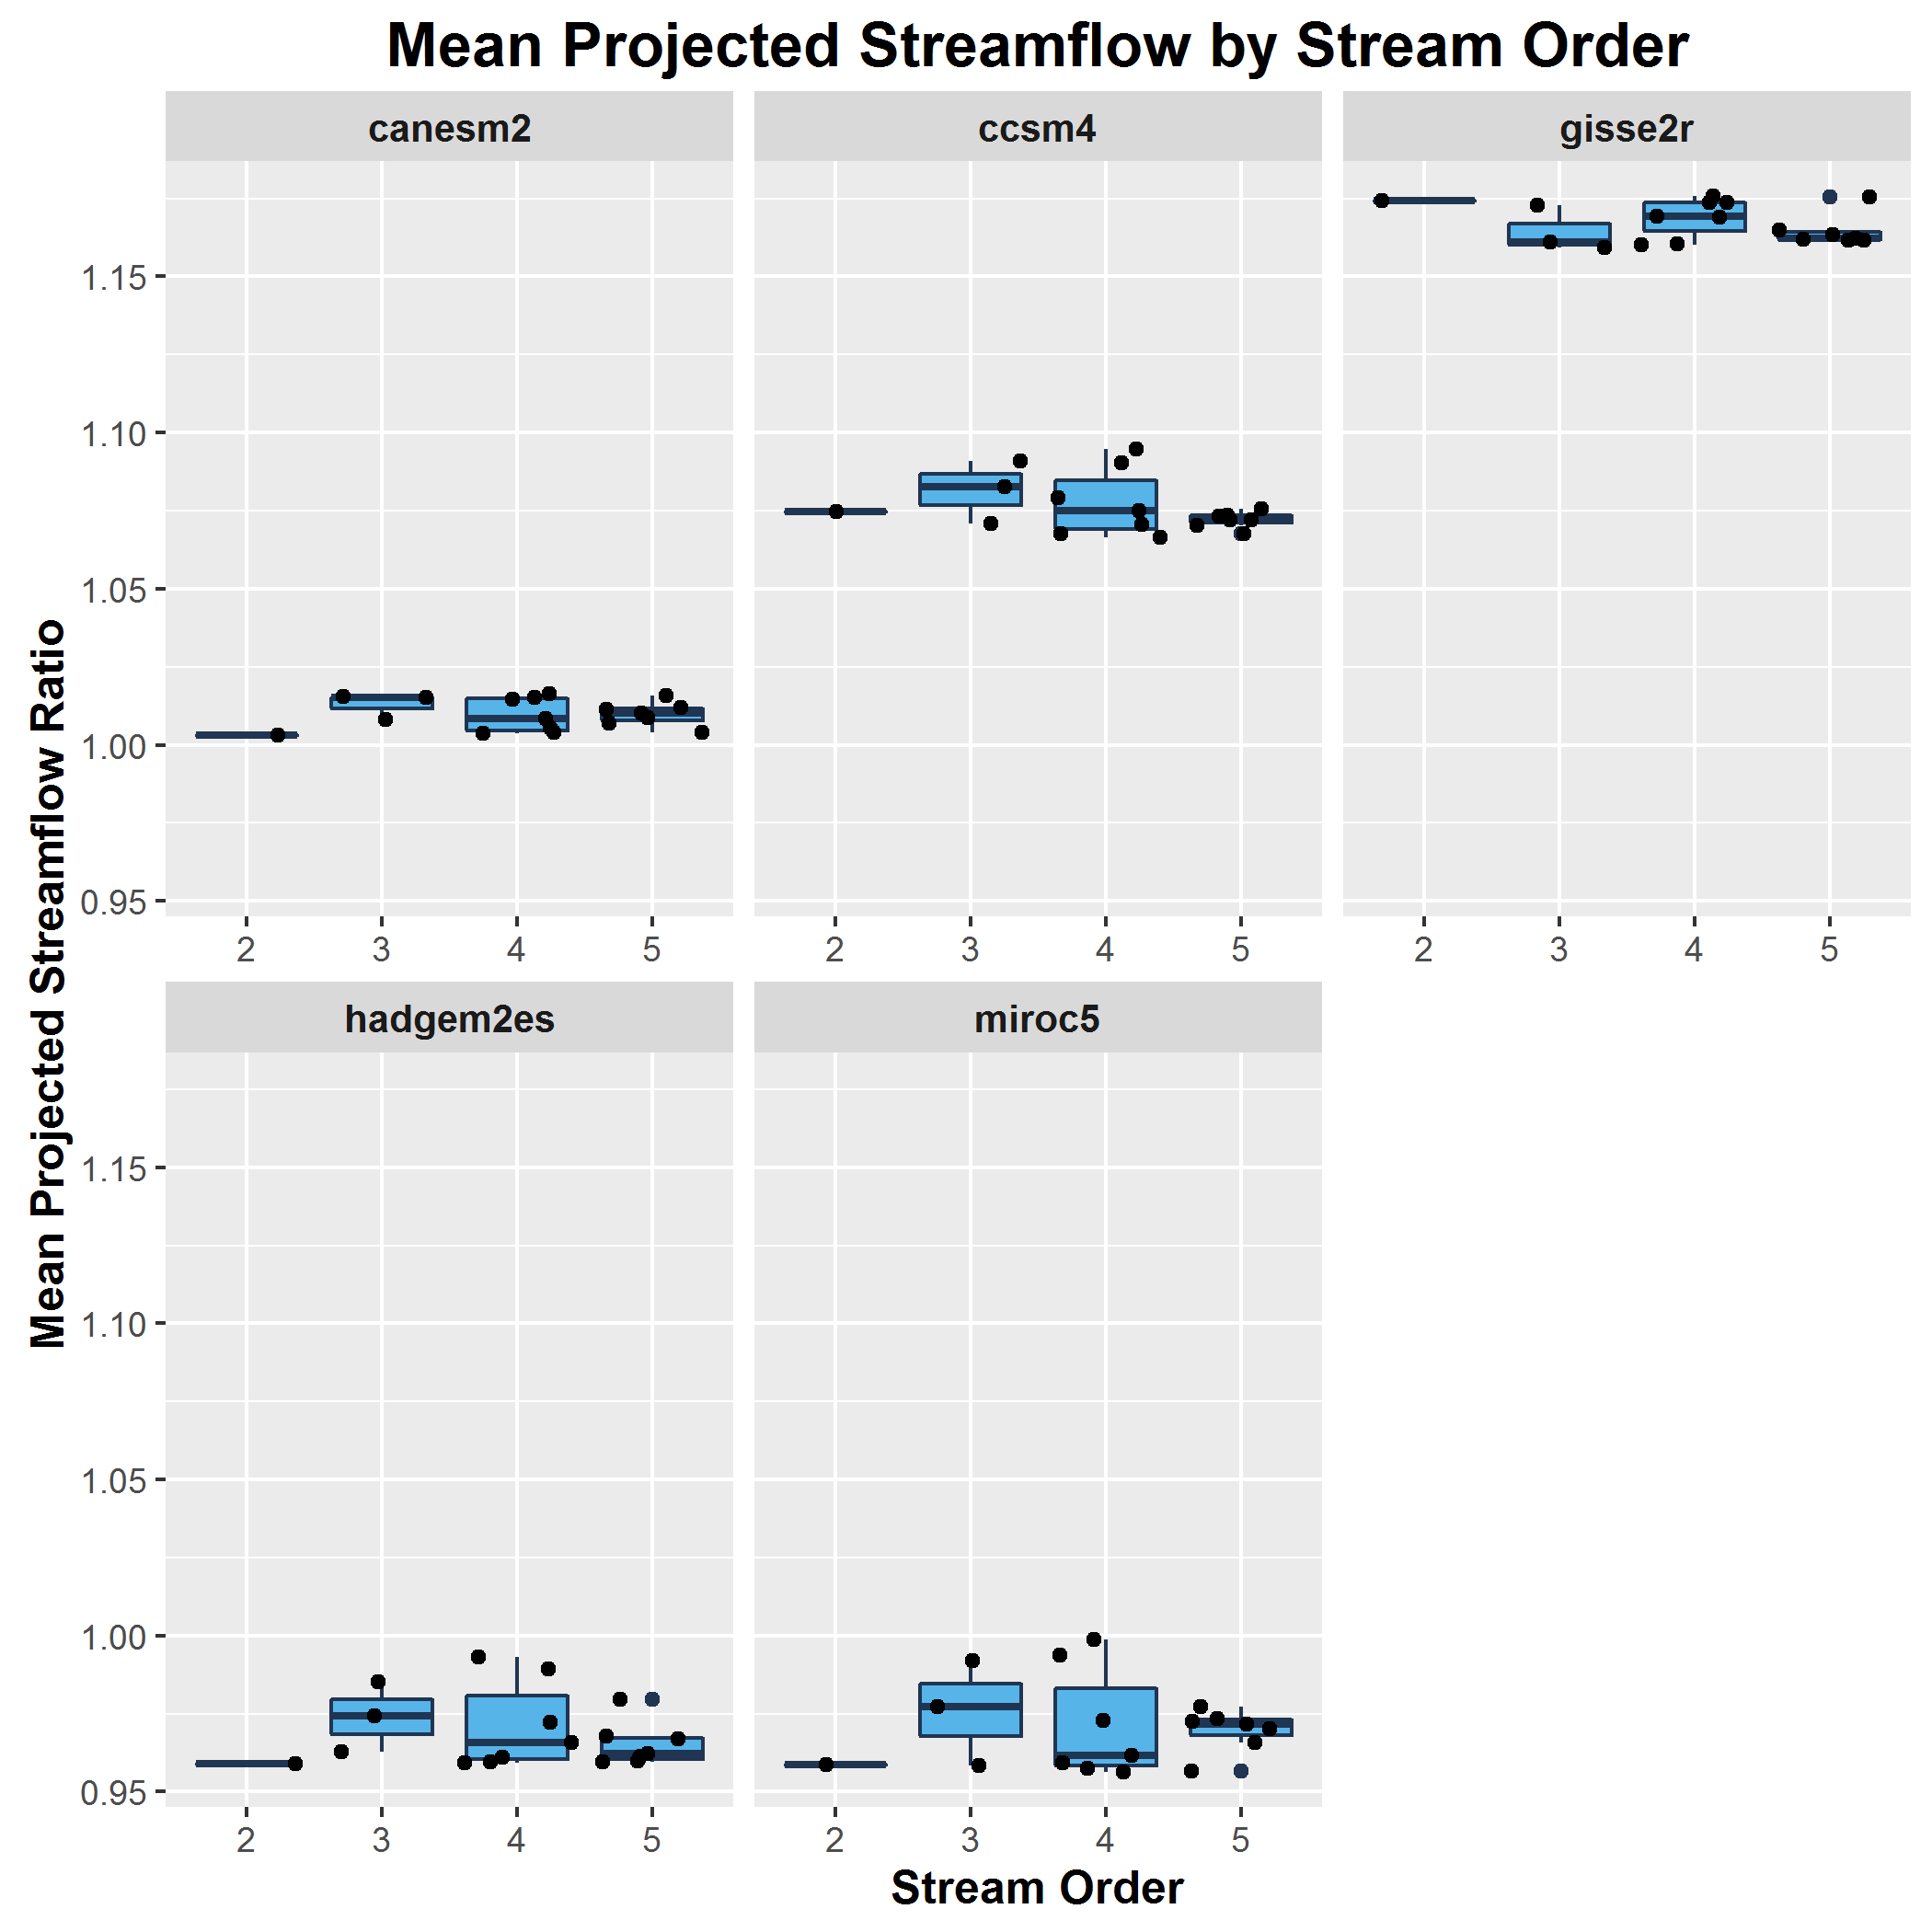 Mean Projected Streamflow by Stream Order
canesm2 ccsm4 gisse2r
1.15
1.10
1.05
1.00
0.95
2 3 4 5 2 3 4 5 2 3 4 5
Mean Projected Streamflow Ratio
hadgem2es miroc5
1.15
1.10
1.05
1.00
0.95
2 3 4 5 2 3 4 5
Stream Order